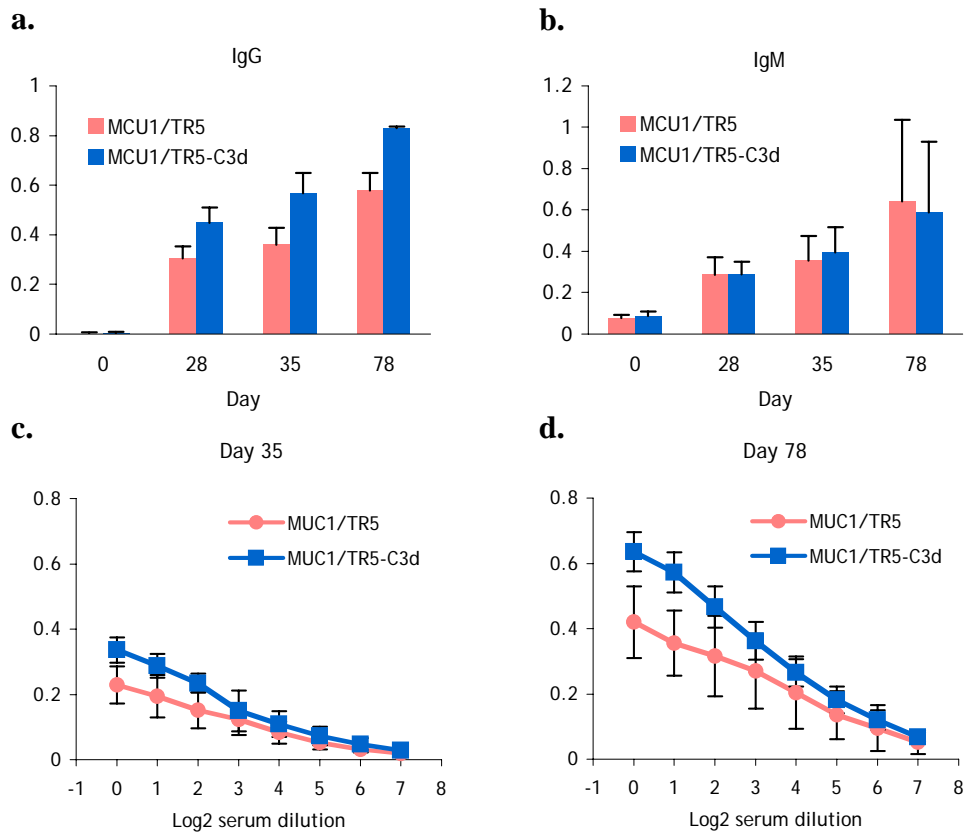 a.
IgG
1
0.8
0.6
0.4
0.2
0
MCU1/TR5
MCU1/TR5-C3d
0 28 35 78
Day
b.
IgM
1.2
1
0.8
0.6
0.4
0.2
0
MCU1/TR5
MCU1/TR5-C3d
0 28 35 78
Day
c.
Day 35
0.8
0.6
0.4
0.2
0
MUC1/TR5
MUC1/TR5-C3d
-1 0 1 2 3 4 5 6 7 8
Log2 serum dilution
d.
Day 78
0.8
0.6
0.4
0.2
0
MUC1/TR5
MUC1/TR5-C3d
-1 0 1 2 3 4 5 6 7 8
Log2 serum dilution